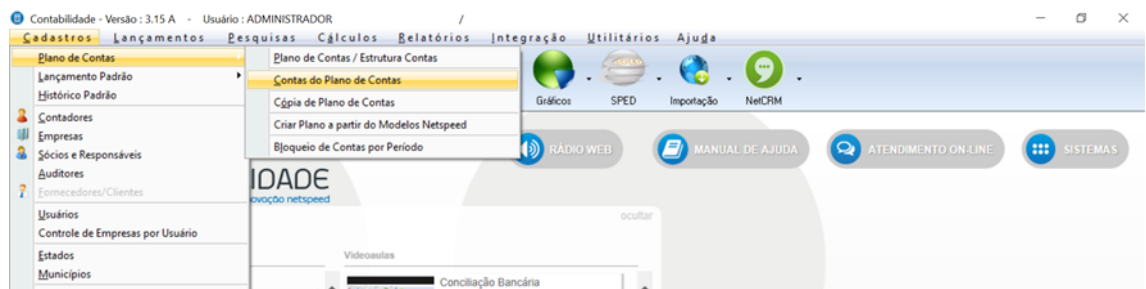 Contabilidade - Versão : 3.15 A - Usuário : ADMINISTRADOR /
Cadastros Lançamentos Pesquisas Cálculos Relatórios Integração Utilitários Ajuda
Plano de Contas
Lançamento Padrão
Histórico Padrão
Contadores
Empresas
Sócios e Responsáveis
Auditores
Fornecedores/Clientes
Usuários
Controle de Empresas por Usuário
Estados
Municípios
Plano de Contas / Estrutura Contas
Contas do Plano de Contas
Cópia de Plano de Contas
Criar Plano a partir do Modelos Netspeed
Bloqueio de Contas por Período
Gráficos SPED Importação NetCRM
RÁDIO WEB MANUAL DE AJUDA ATENDIMENTO ON-LINE SISTEMAS
IDADE
ovação netspeed
ocultar
Videoaulas
Conciliação Bancária